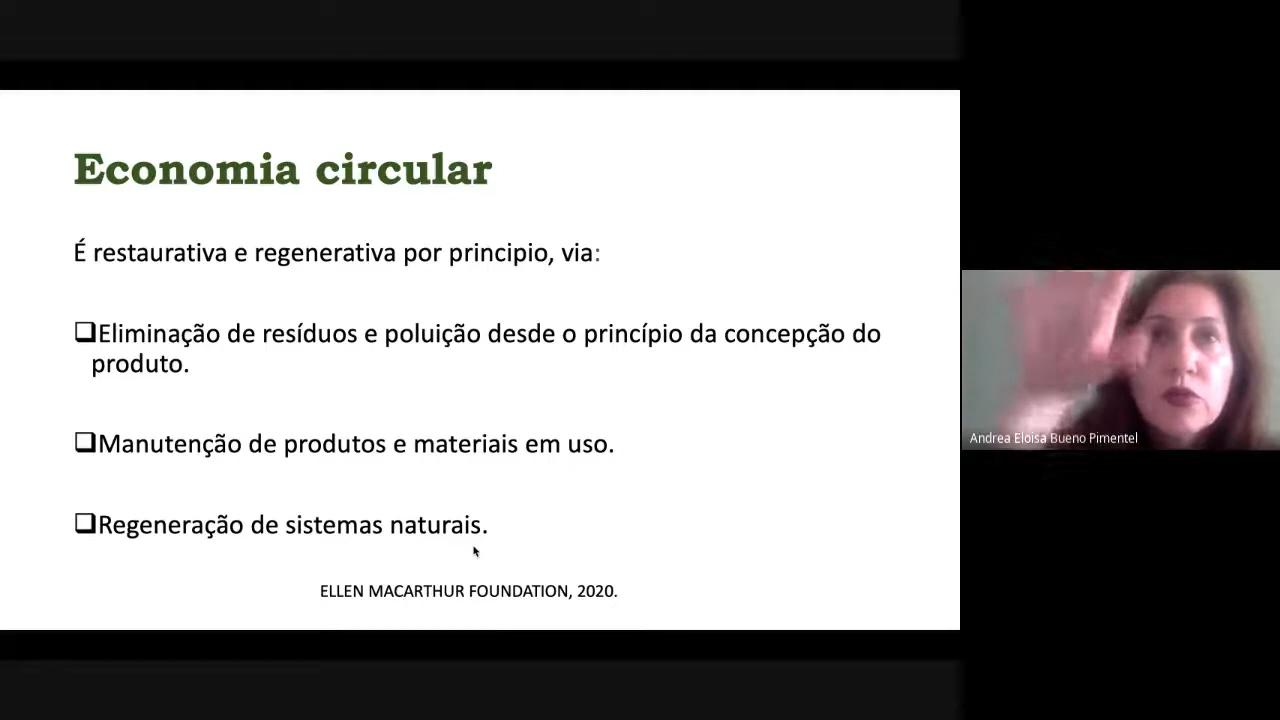 Economia circular
É restaurativa e regenerativa por principio, via:
❑Eliminação de resíduos e poluição desde o princípio da concepção do
produto.
❑Manutenção de produtos e materiais em uso.
❑Regeneração de sistemas naturais.
ELLEN MACARTHUR FOUNDATION, 2020.
Andrea Eloisa Bueno Pimentel